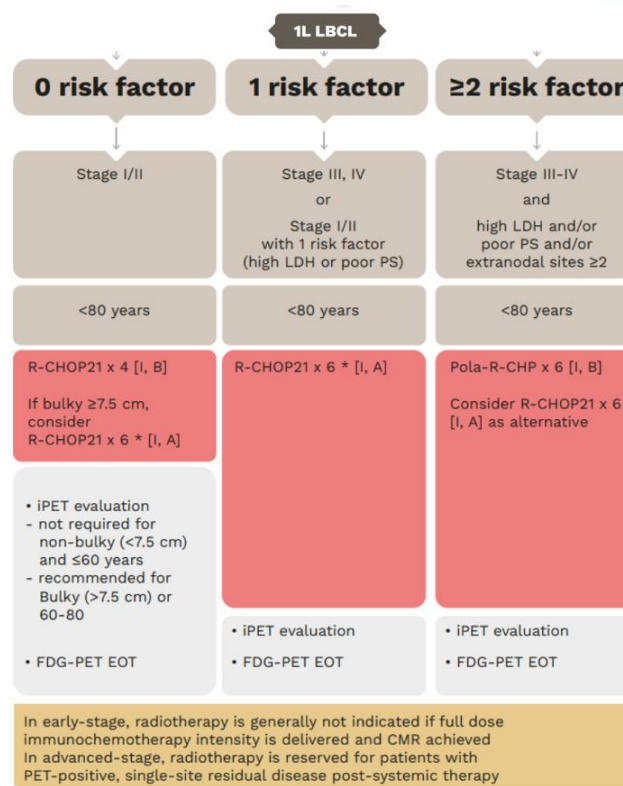 1L LBCL
0 risk factor
1 risk factor
≥2 risk factor
Stage I/II
Stage III, IV
or
Stage I/II
with 1 risk factor
(high LDH or poor PS)
Stage III-IV
and
high LDH and/or
poor PS and/or
extranodal sites ≥2
<80 years
<80 years
<80 years
R-CHOP21 x 4 [I, B]
If bulky ≥7.5 cm,
consider
R-CHOP21 x 6 * [I, A]
R-CHOP21 x 6 * [I, A]
Pola-R-CHP x 6 [I, B]
Consider R-CHOP21 x 6
[I, A] as alternative
• iPET evaluation
- not required for
non-bulky (<7.5 cm)
and ≤60 years
- recommended for
Bulky (>7.5 cm) or
60-80
• FDG-PET EOT
• iPET evaluation
• FDG-PET EOT
• iPET evaluation
• FDG-PET EOT
In early-stage, radiotherapy is generally not indicated if full dose
immunochemotherapy intensity is delivered and CMR achieved
In advanced-stage, radiotherapy is reserved for patients with
PET-positive, single-site residual disease post-systemic therapy